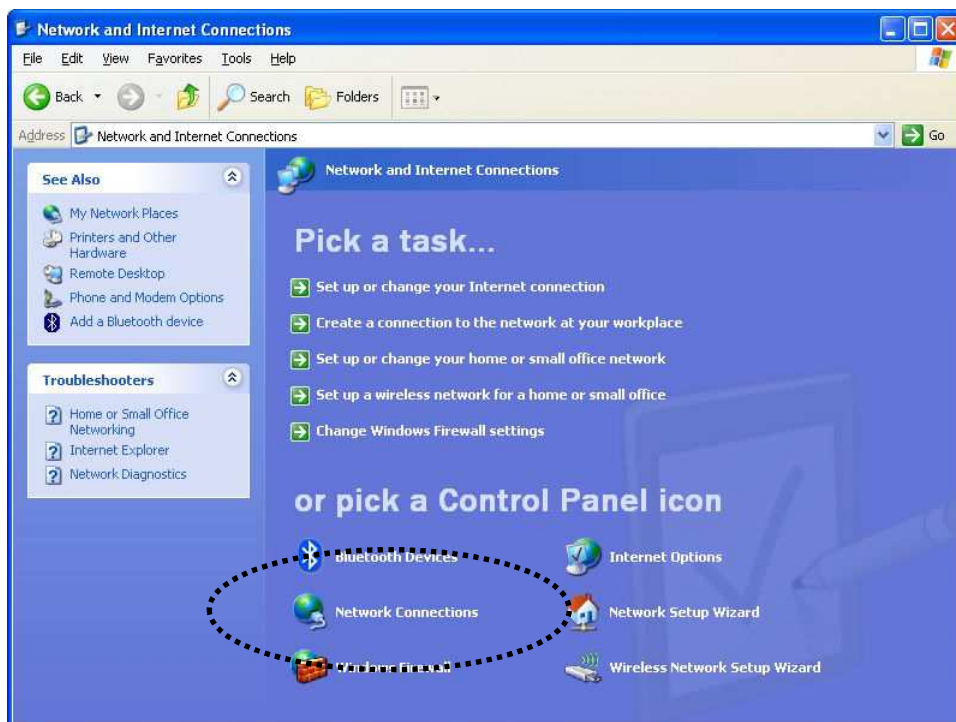 Network and Internet Connections
File Edit View Favorites Tools Help
Back Search Folders
Address Network and Internet Connections Go
See Also
My Network Places
Printers and Other
Hardware
Remote Desktop
Phone and Modem Options
Add a Bluetooth device
Troubleshooters
Home or Small Office
Networking
Internet Explorer
Network Diagnostics
Network and Internet Connections
Pick a task...
Set up or change your Internet connection
Create a connection to the network at your workplace
Set up or change your home or small office network
Set up a wireless network for a home or small office
Change Windows Firewall settings
or pick a Control Panel icon
Bluetooth Devices Internet Options
Network Connections Network Setup Wizard
Windows Firewall Wireless Network Setup Wizard